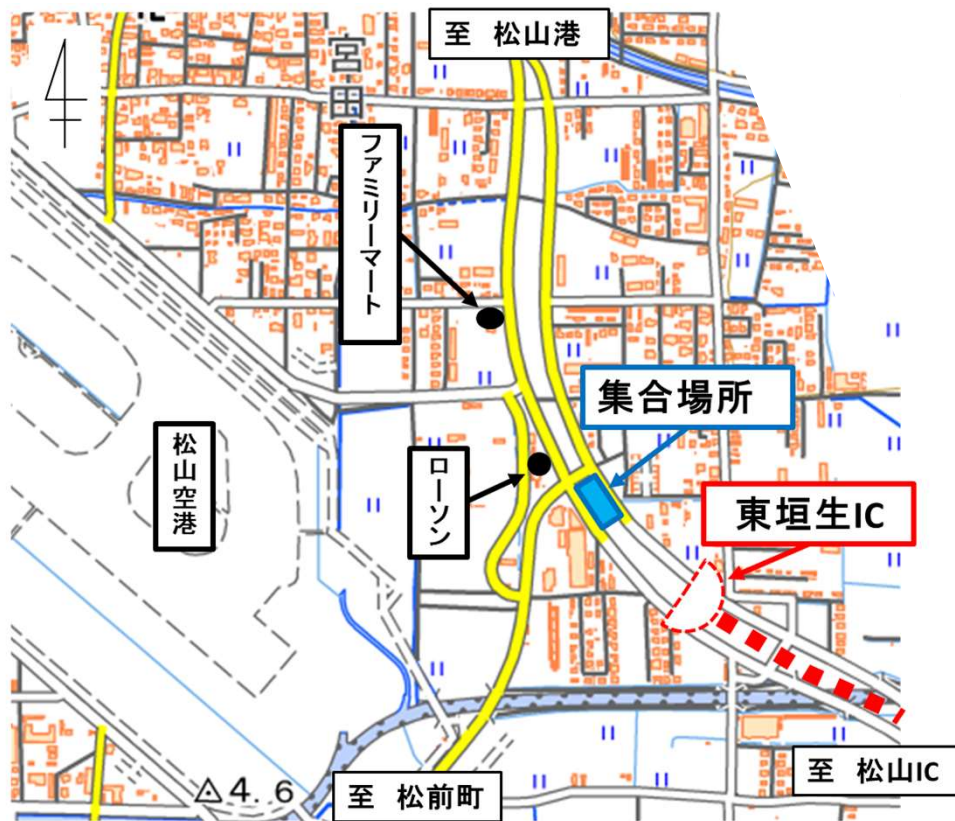 至 松山港
宮田
ファミリーマート
集合場所
松山空港
ローソン
東垣生IC
至 松山IC
4.6
至 松前町